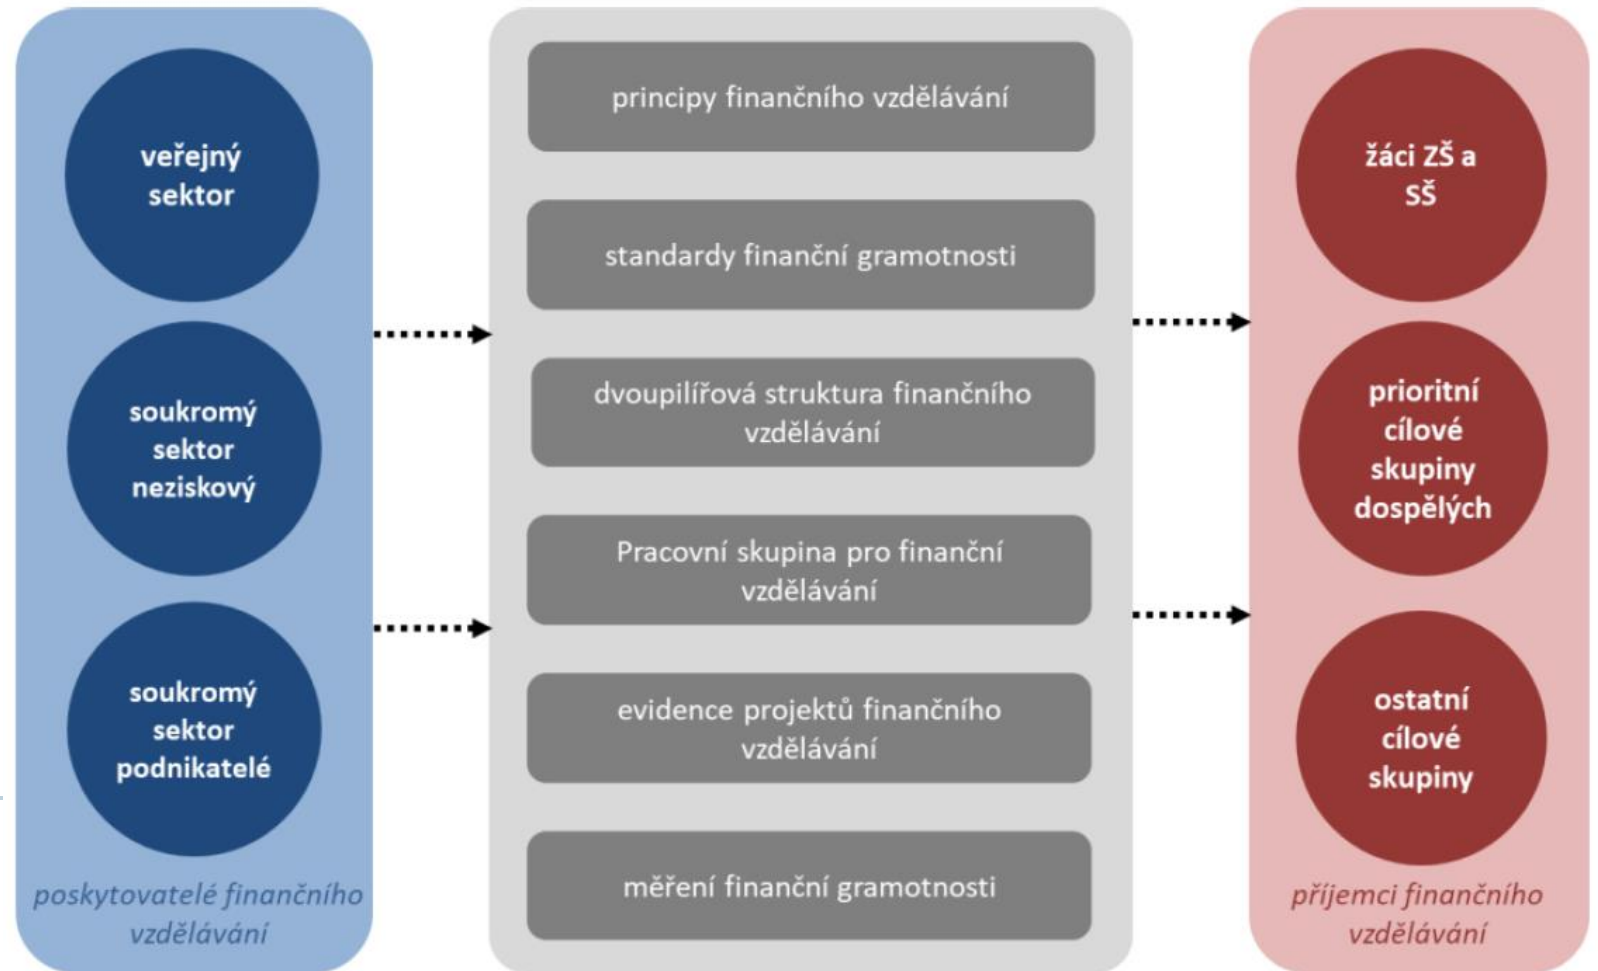 veřejný
sektor
soukromý
sektor
neziskový
soukromý
sektor
podnikatelé
poskytovatelé finančního
vzdělávání
principy finančního vzdělávání
standardy finanční gramotnosti
dvoupilířová struktura finančního
vzdělávání
Pracovní skupina pro finanční
vzdělávání
evidence projektů finančního
vzdělávání
měření finanční gramotnosti
žáci ZŠ a
SŠ
prioritní
cílové
skupiny
dospělých
ostatní
cílové
skupiny
příjemci finančního
vzdělávání